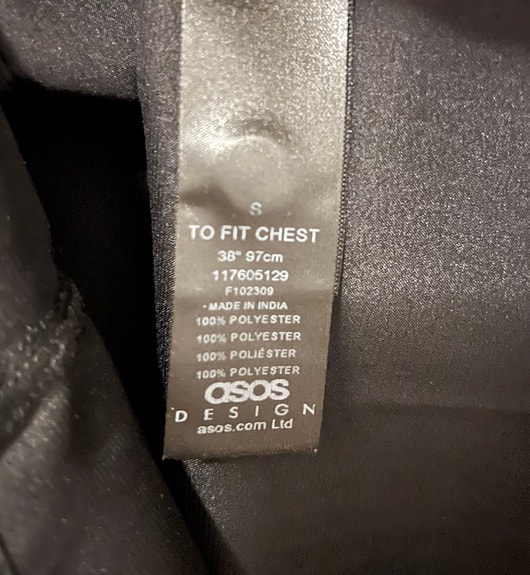 S
TO FIT CHEST
38" 97cm
117605129
F102309
·MADE IN INDIA
100% POLYESTER
100% POLYESTER
100% POLIÉSTER
100% POLYESTER
asos
DESIGN
asos.com Ltd